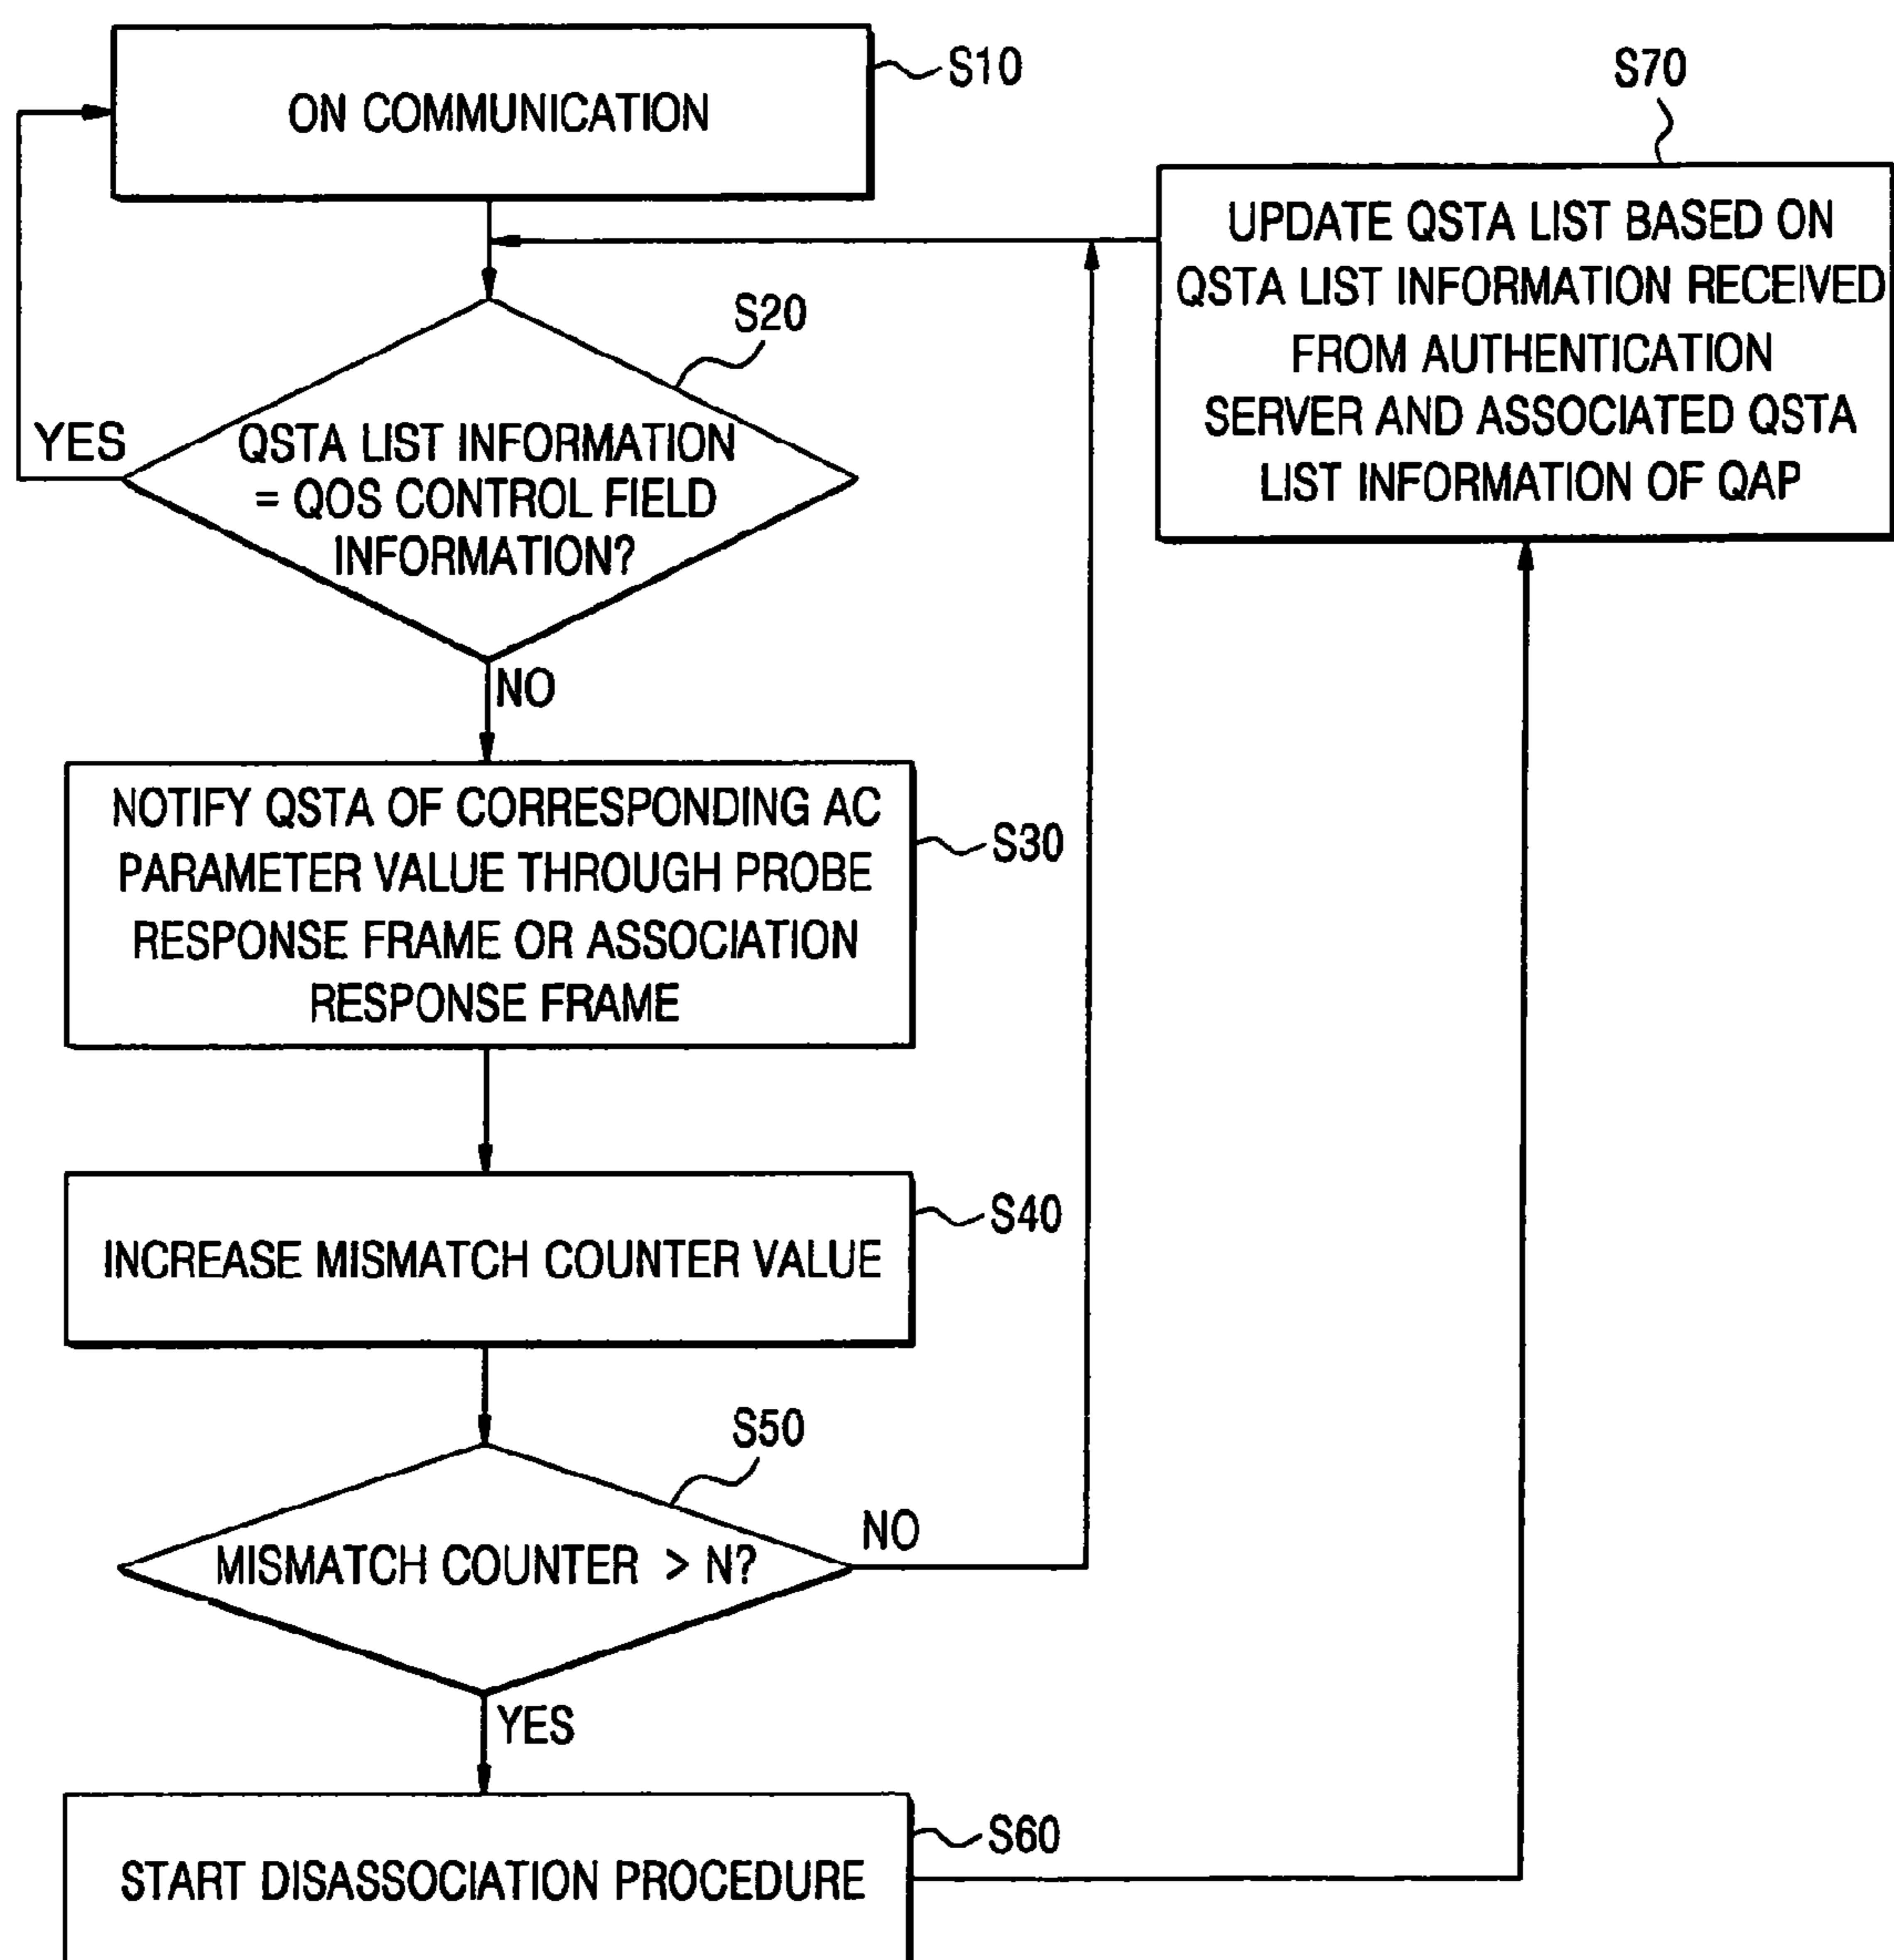 S10
ON COMMUNICATION
S70
UPDATE QSTA LIST BASED ON
QSTA LIST INFORMATION RECEIVED
FROM AUTHENTICATION
SERVER AND ASSOCIATED QSTA
LIST INFORMATION OF QAP
S20
YES
QSTA LIST INFORMATION
= QOS CONTROL FIELD
INFORMATION?
NO
NOTIFY QSTA OF CORRESPONDING AC
PARAMETER VALUE THROUGH PROBE
RESPONSE FRAME OR ASSOCIATION
RESPONSE FRAME
S30
S40
INCREASE MISMATCH COUNTER VALUE
S50
NO
MISMATCH COUNTER > N?
YES
S60
START DISASSOCIATION PROCEDURE